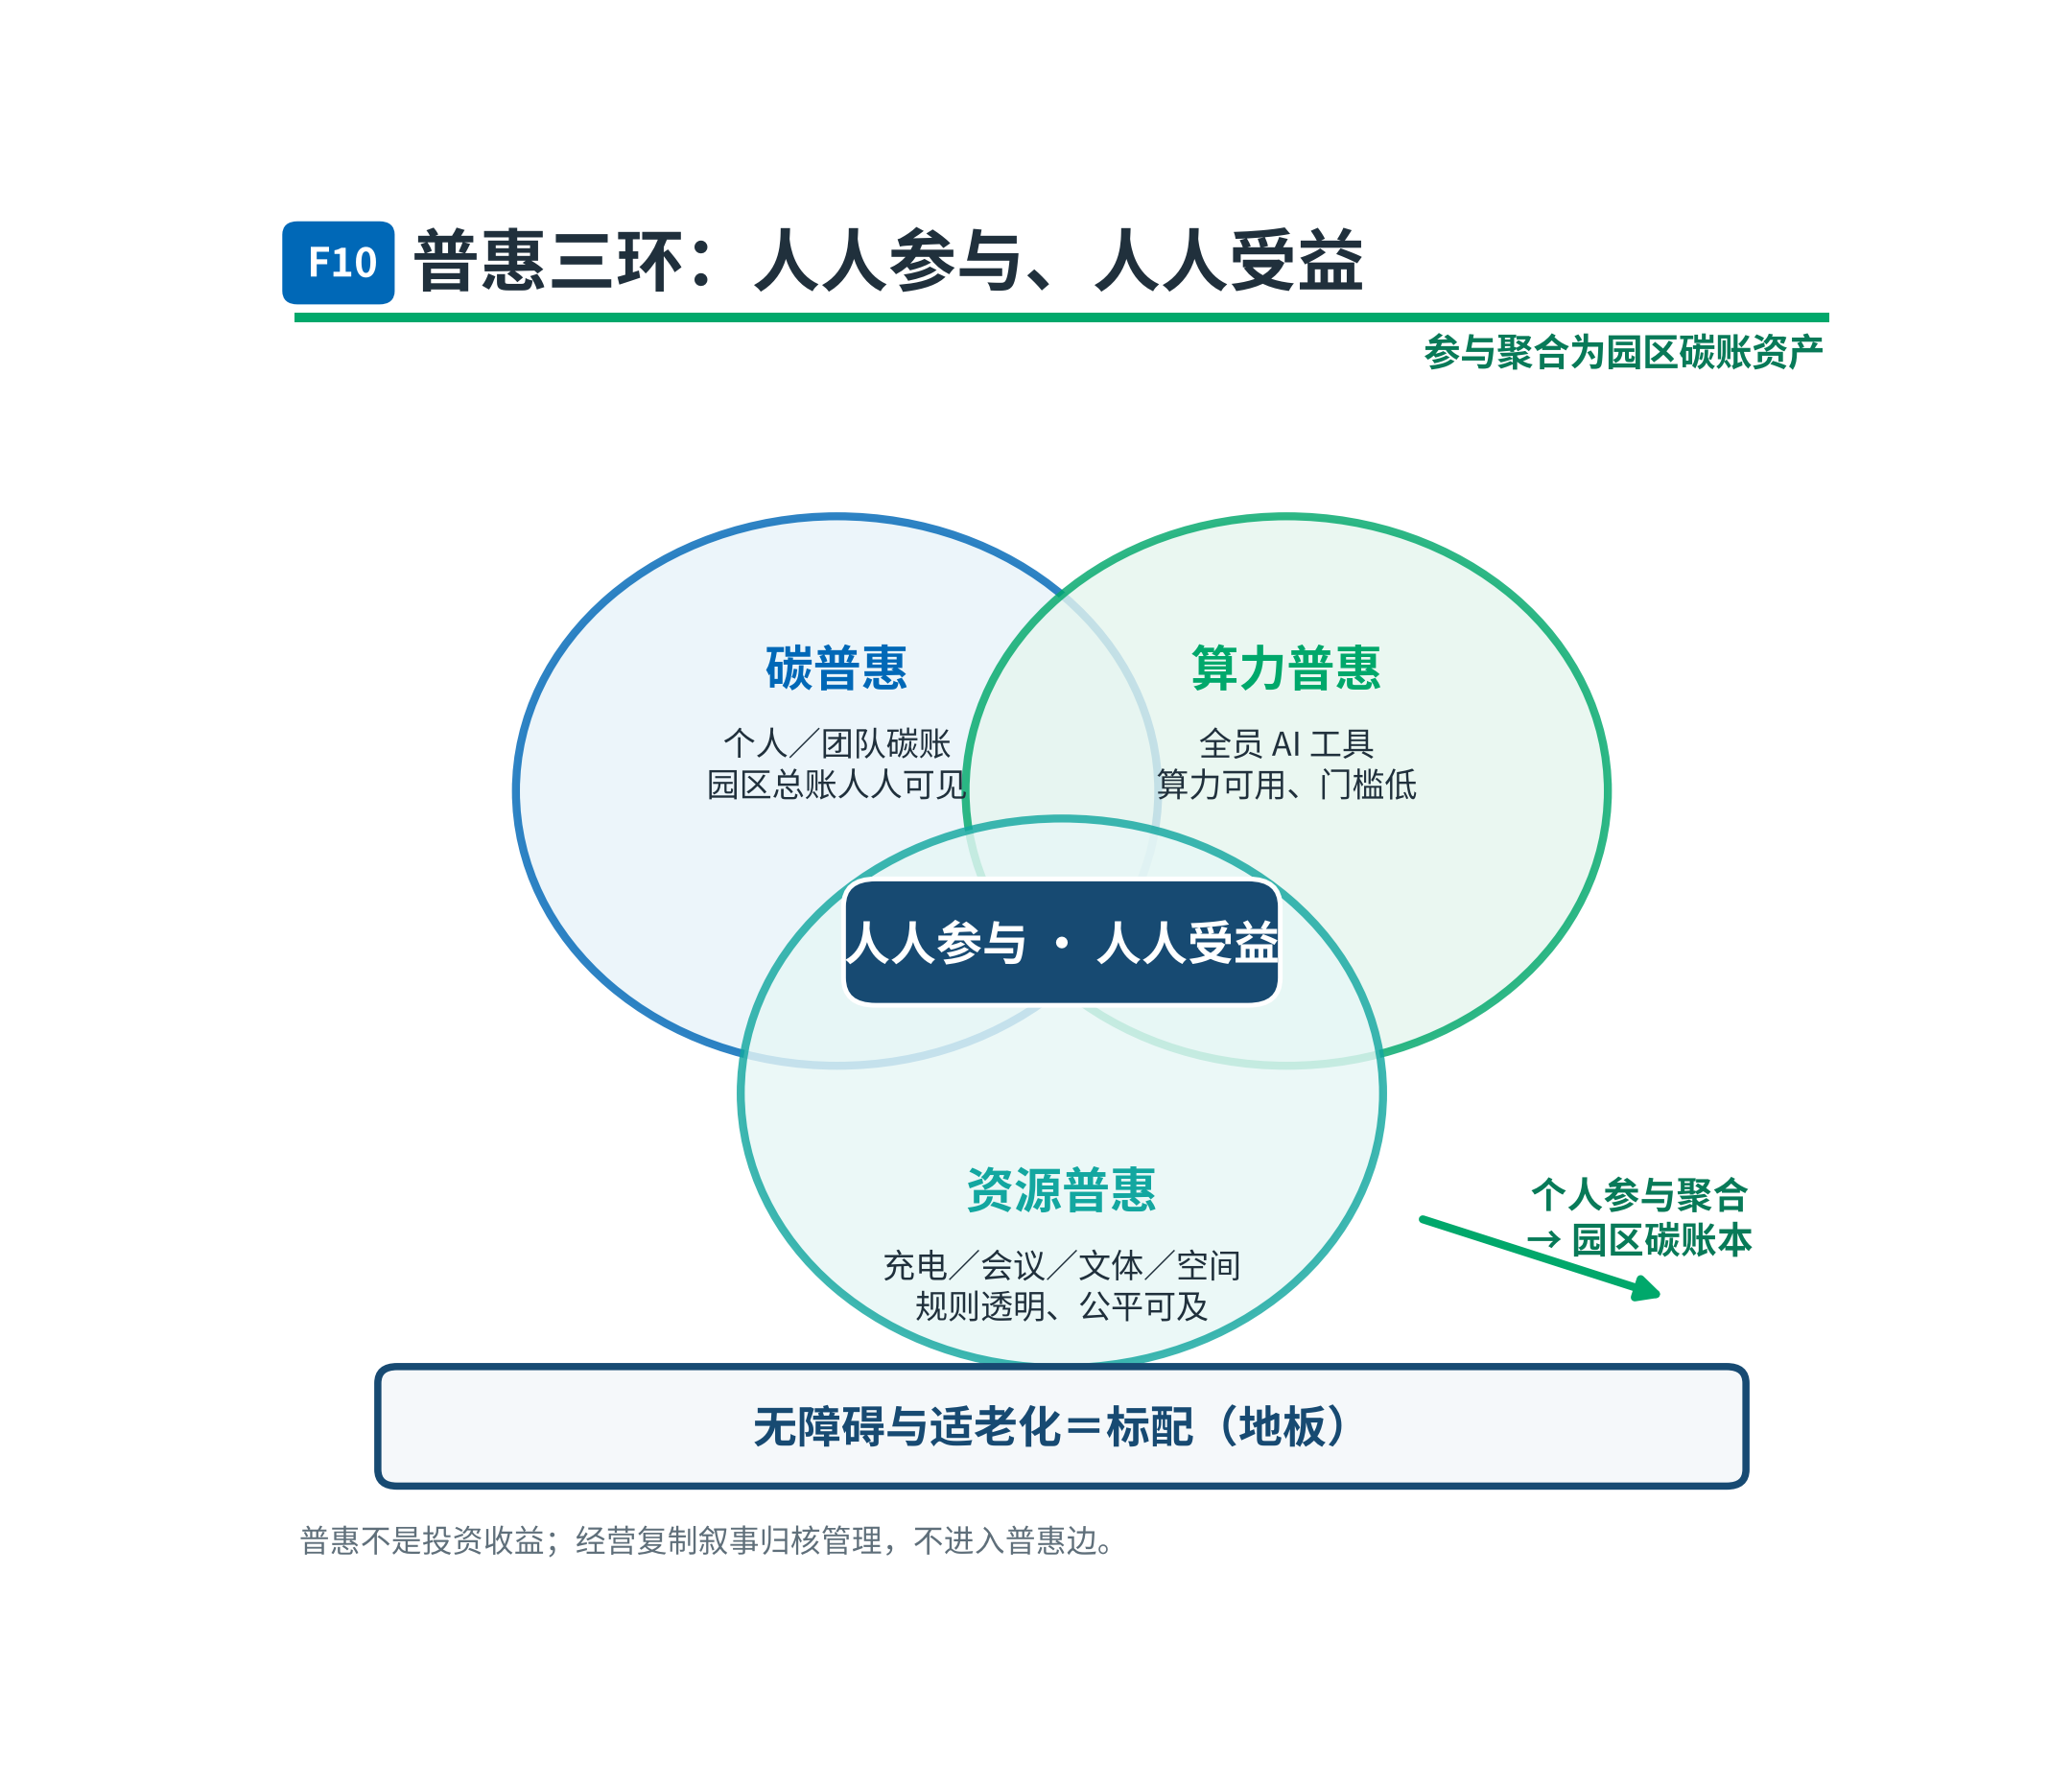 F10 普惠三环：人人参与、人人受益
参与聚合为园区碳账资产
碳普惠
个人／团队碳账
园区总账人人可见
算力普惠
全员 AI 工具
算力可用、门槛低
人人参与 · 人人受益
资源普惠
充电／会议／文体／空间
规则透明、公平可及
个人参与聚合
→ 园区碳账本
无障碍与适老化＝标配（地板）
普惠不是投资收益；经营复制叙事归核管理，不进入普惠边。